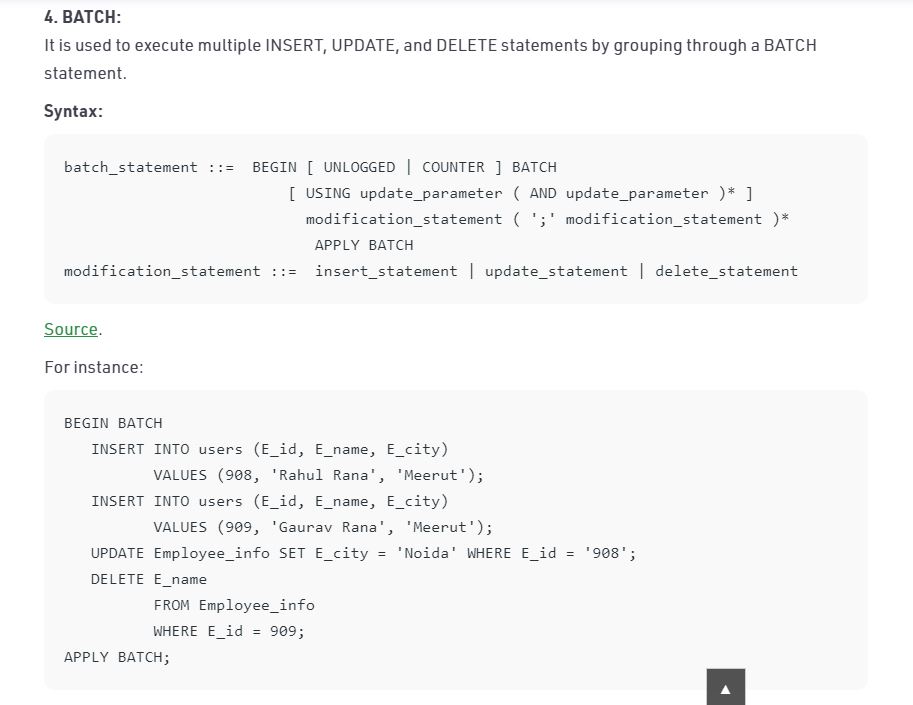 4. BATCH:
It is used to execute multiple INSERT, UPDATE, and DELETE statements by grouping through a BATCH
statement.
Syntax:
batch_statement ::=  BEGIN [ UNLOGGED | COUNTER ] BATCH
                         [ USING update_parameter ( AND update_parameter )* ]
                           modification_statement ( ';' modification_statement )*
                            APPLY BATCH
modification_statement ::=  insert_statement | update_statement | delete_statement
Source.
For instance:
BEGIN BATCH
   INSERT INTO users (E_id, E_name, E_city)
          VALUES (908, 'Rahul Rana', 'Meerut');
   INSERT INTO users (E_id, E_name, E_city)
          VALUES (909, 'Gaurav Rana', 'Meerut');
   UPDATE Employee_info SET E_city = 'Noida' WHERE E_id = '908';
   DELETE E_name
          FROM Employee_info
          WHERE E_id = 909;
APPLY BATCH;